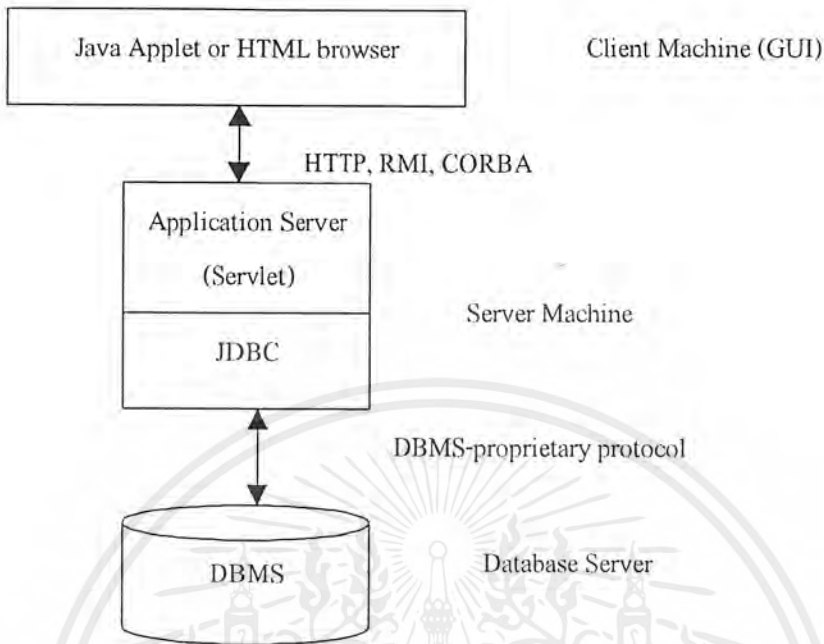 Java Applet or HTML browser
Client Machine (GUI)
HTTP, RMI, CORBA
Application Server
(Servlet)
Server Machine
JDBC
DBMS-proprietary protocol
DBMS
Database Server